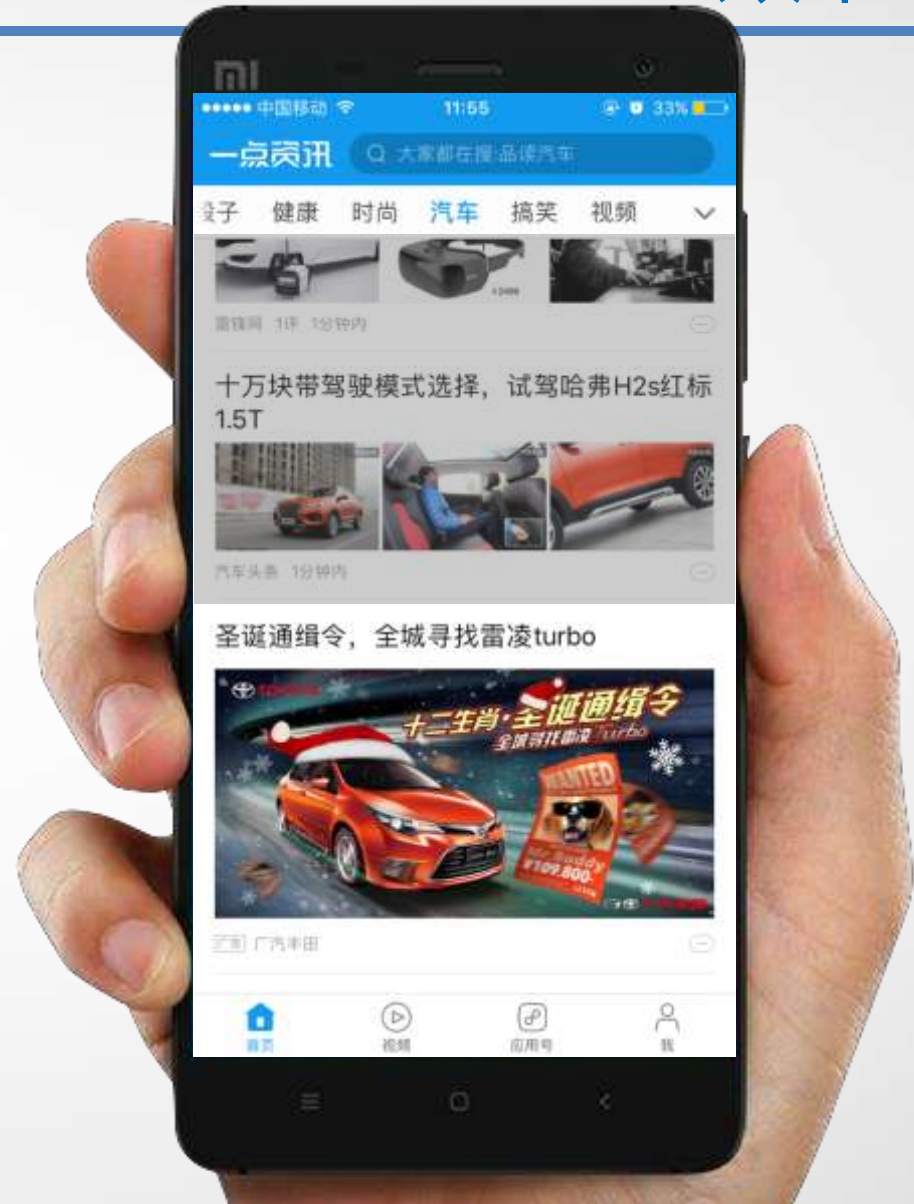 mi
中国移动 11:55 33%
一点资讯 大家都在搜:品读汽车
子 健康 时尚 汽车 搞笑 视频
雷锋网 1评 1分钟内
十万块带驾驶模式选择，试驾哈弗H2s红标
1.5T
汽车头条 1分钟内
圣诞通缉令，全城寻找雷凌turbo
TOYOTA
十二生肖·圣诞通缉令
全城寻找雷凌 Turbo
WANTED
¥109,800
广告 广汽丰田
首页 视频 应用号 我